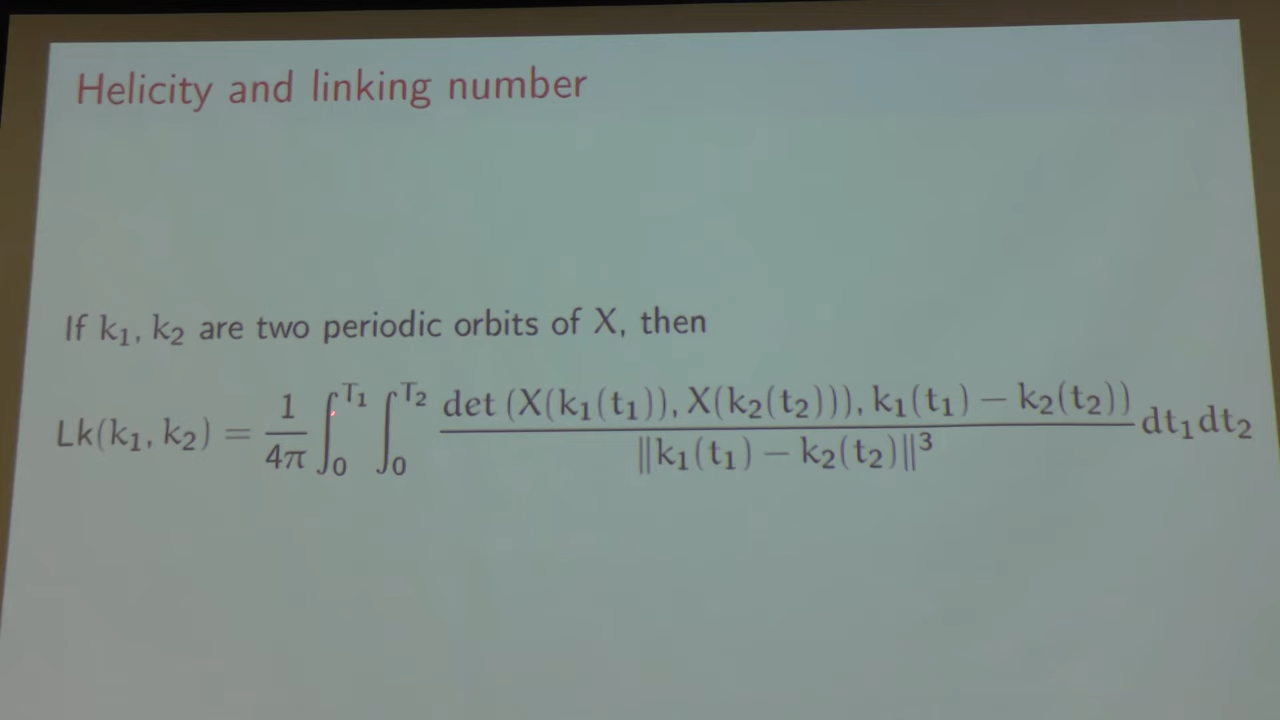 Helicity and linking number
If k₁, k₂ are two periodic orbits of X, then
Lk(k₁, k₂) = 1/4π ∫₀^T₁ ∫₀^T₂ det (X(k₁(t₁)), X(k₂(t₂))), k₁(t₁) − k₂(t₂)) / ‖k₁(t₁) − k₂(t₂)‖³ dt₁dt₂